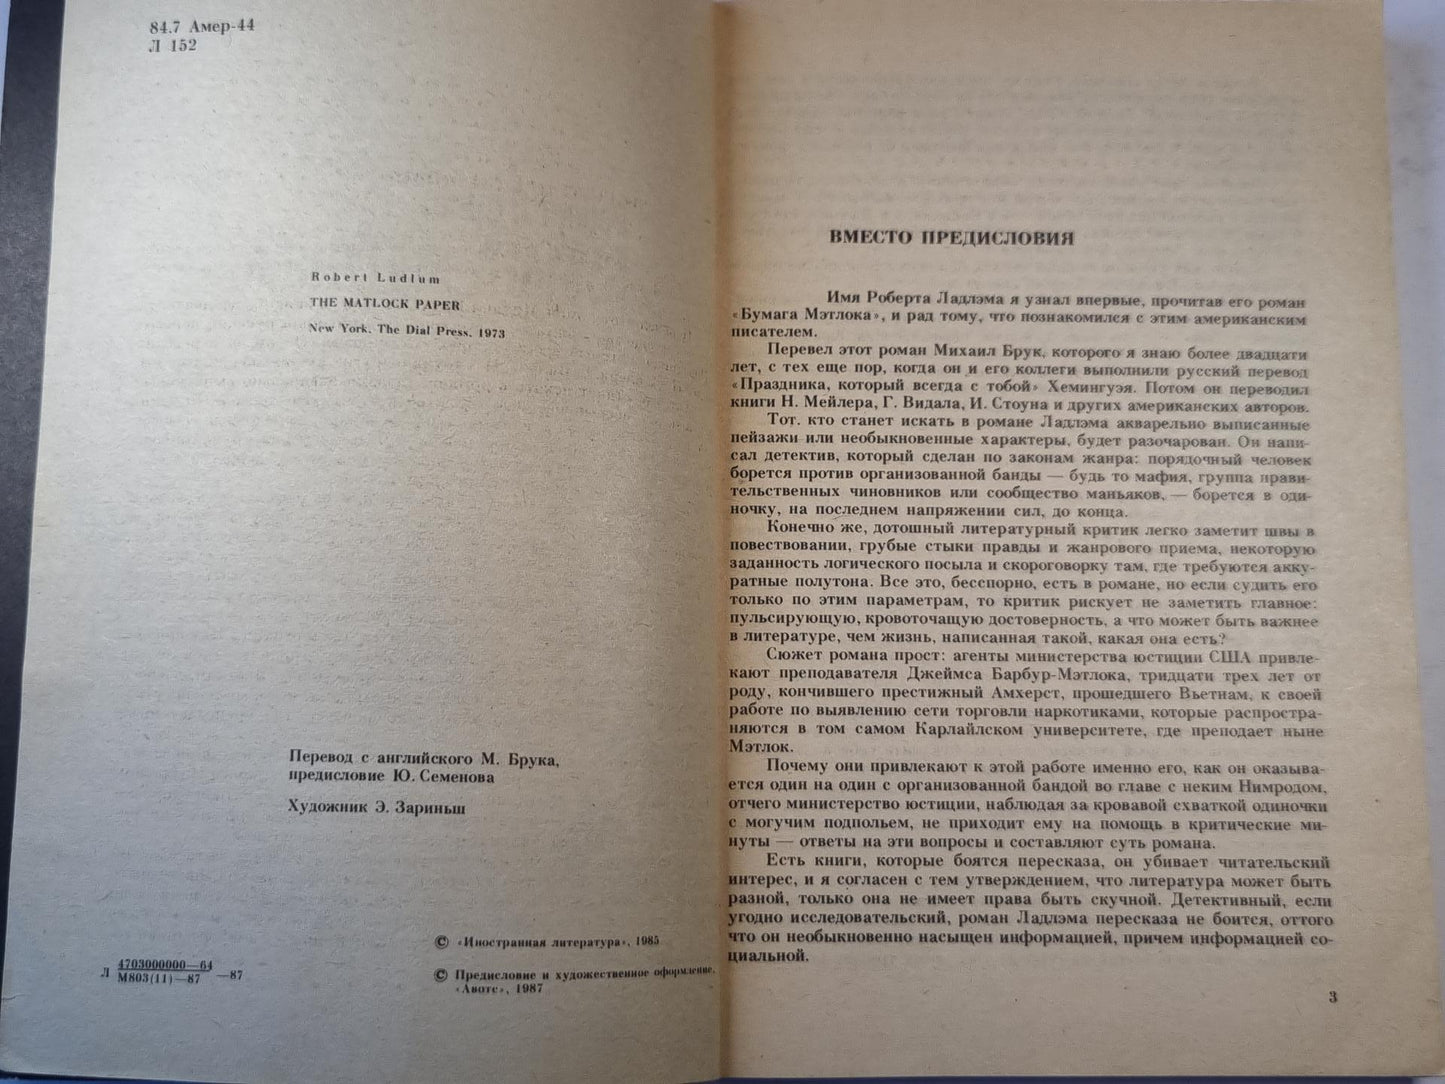 84.7 Амер-44
Л 152
Robert Ludlum
THE MATLOCK PAPER
New York. The Dial Press. 1973
Перевод с английского М. Брука,
предисловие Ю. Семенова
Художник Э. Зариньш
© «Иностранная литература», 1985
Л 4703000000—64
М803(11)—87 —87
© Предисловие и художественное оформление.
«Авотс», 1987
ВМЕСТО ПРЕДИСЛОВИЯ
Имя Роберта Ладлэма я узнал впервые, прочитав его роман
«Бумага Мэтлока», и рад тому, что познакомился с этим американским
писателем.
Перевел этот роман Михаил Брук, которого я знаю более двадцати
лет, с тех еще пор, когда он и его коллеги выполнили русский перевод
«Праздника, который всегда с тобой» Хемингуэя. Потом он переводил
книги Н. Мейлера, Г. Видала, И. Стоуна и других американских авторов.
Тот. кто станет искать в романе Ладлэма акварельно выписанные
пейзажи или необыкновенные характеры, будет разочарован. Он напи-
сал детектив, который сделан по законам жанра: порядочный человек
борется против организованной банды — будь то мафия, группа прави-
тельственных чиновников или сообщество маньяков, — борется в оди-
ночку, на последнем напряжении сил, до конца.
Конечно же, дотошный литературный критик легко заметит швы в
повествовании, грубые стыки правды и жанрового приема, некоторую
заданность логического посыла и скороговорку там, где требуются акку-
ратные полутона. Все это, бесспорно, есть в романе, но если судить его
только по этим параметрам, то критик рискует не заметить главное:
пульсирующую, кровоточащую достоверность, а что может быть важнее
в литературе, чем жизнь, написанная такой, какая она есть?
Сюжет романа прост: агенты министерства юстиции США привле-
кают преподавателя Джеймса Барбур-Мэтлока, тридцати трех лет от
роду, кончившего престижный Амхерст, прошедшего Вьетнам, к своей
работе по выявлению сети торговли наркотиками, которые распростра-
няются в том самом Карлайлском университете, где преподает ныне
Мэтлок.
Почему они привлекают к этой работе именно его, как он оказыва-
ется один на один с организованной бандой во главе с неким Нимродом,
отчего министерство юстиции, наблюдая за кровавой схваткой одиночки
с могучим подпольем, не приходит ему на помощь в критические ми-
нуты — ответы на эти вопросы и составляют суть романа.
Есть книги, которые боятся пересказа, он убивает читательский
интерес, и я согласен с тем утверждением, что литература может быть
разной, только она не имеет права быть скучной. Детективный, если
угодно исследовательский, роман Ладлэма пересказа не боится, оттого
что он необыкновенно насыщен информацией, причем информацией со-
циальной.
3